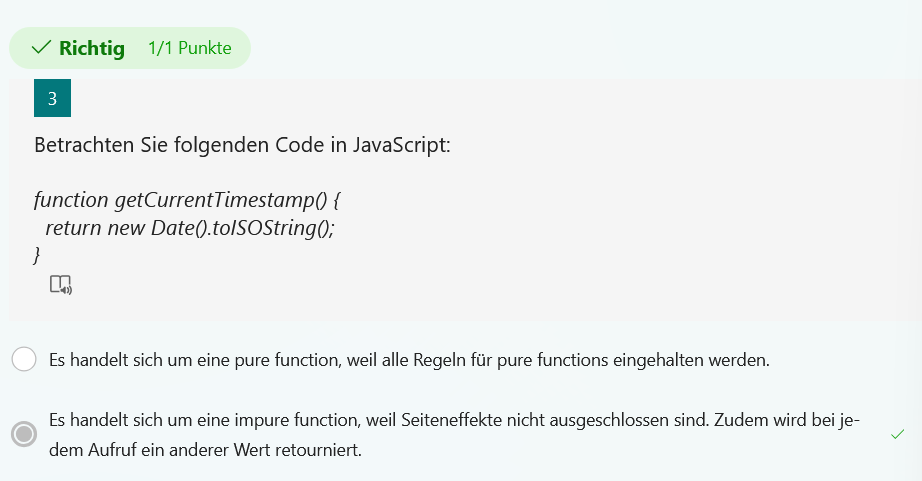 Richtig 1/1 Punkte
3
Betrachten Sie folgenden Code in JavaScript:
function getCurrentTimestamp() {
return new Date().toISOString();
}
Es handelt sich um eine pure function, weil alle Regeln für pure functions eingehalten werden.
Es handelt sich um eine impure function, weil Seiteneffekte nicht ausgeschlossen sind. Zudem wird bei je-
dem Aufruf ein anderer Wert retourniert.